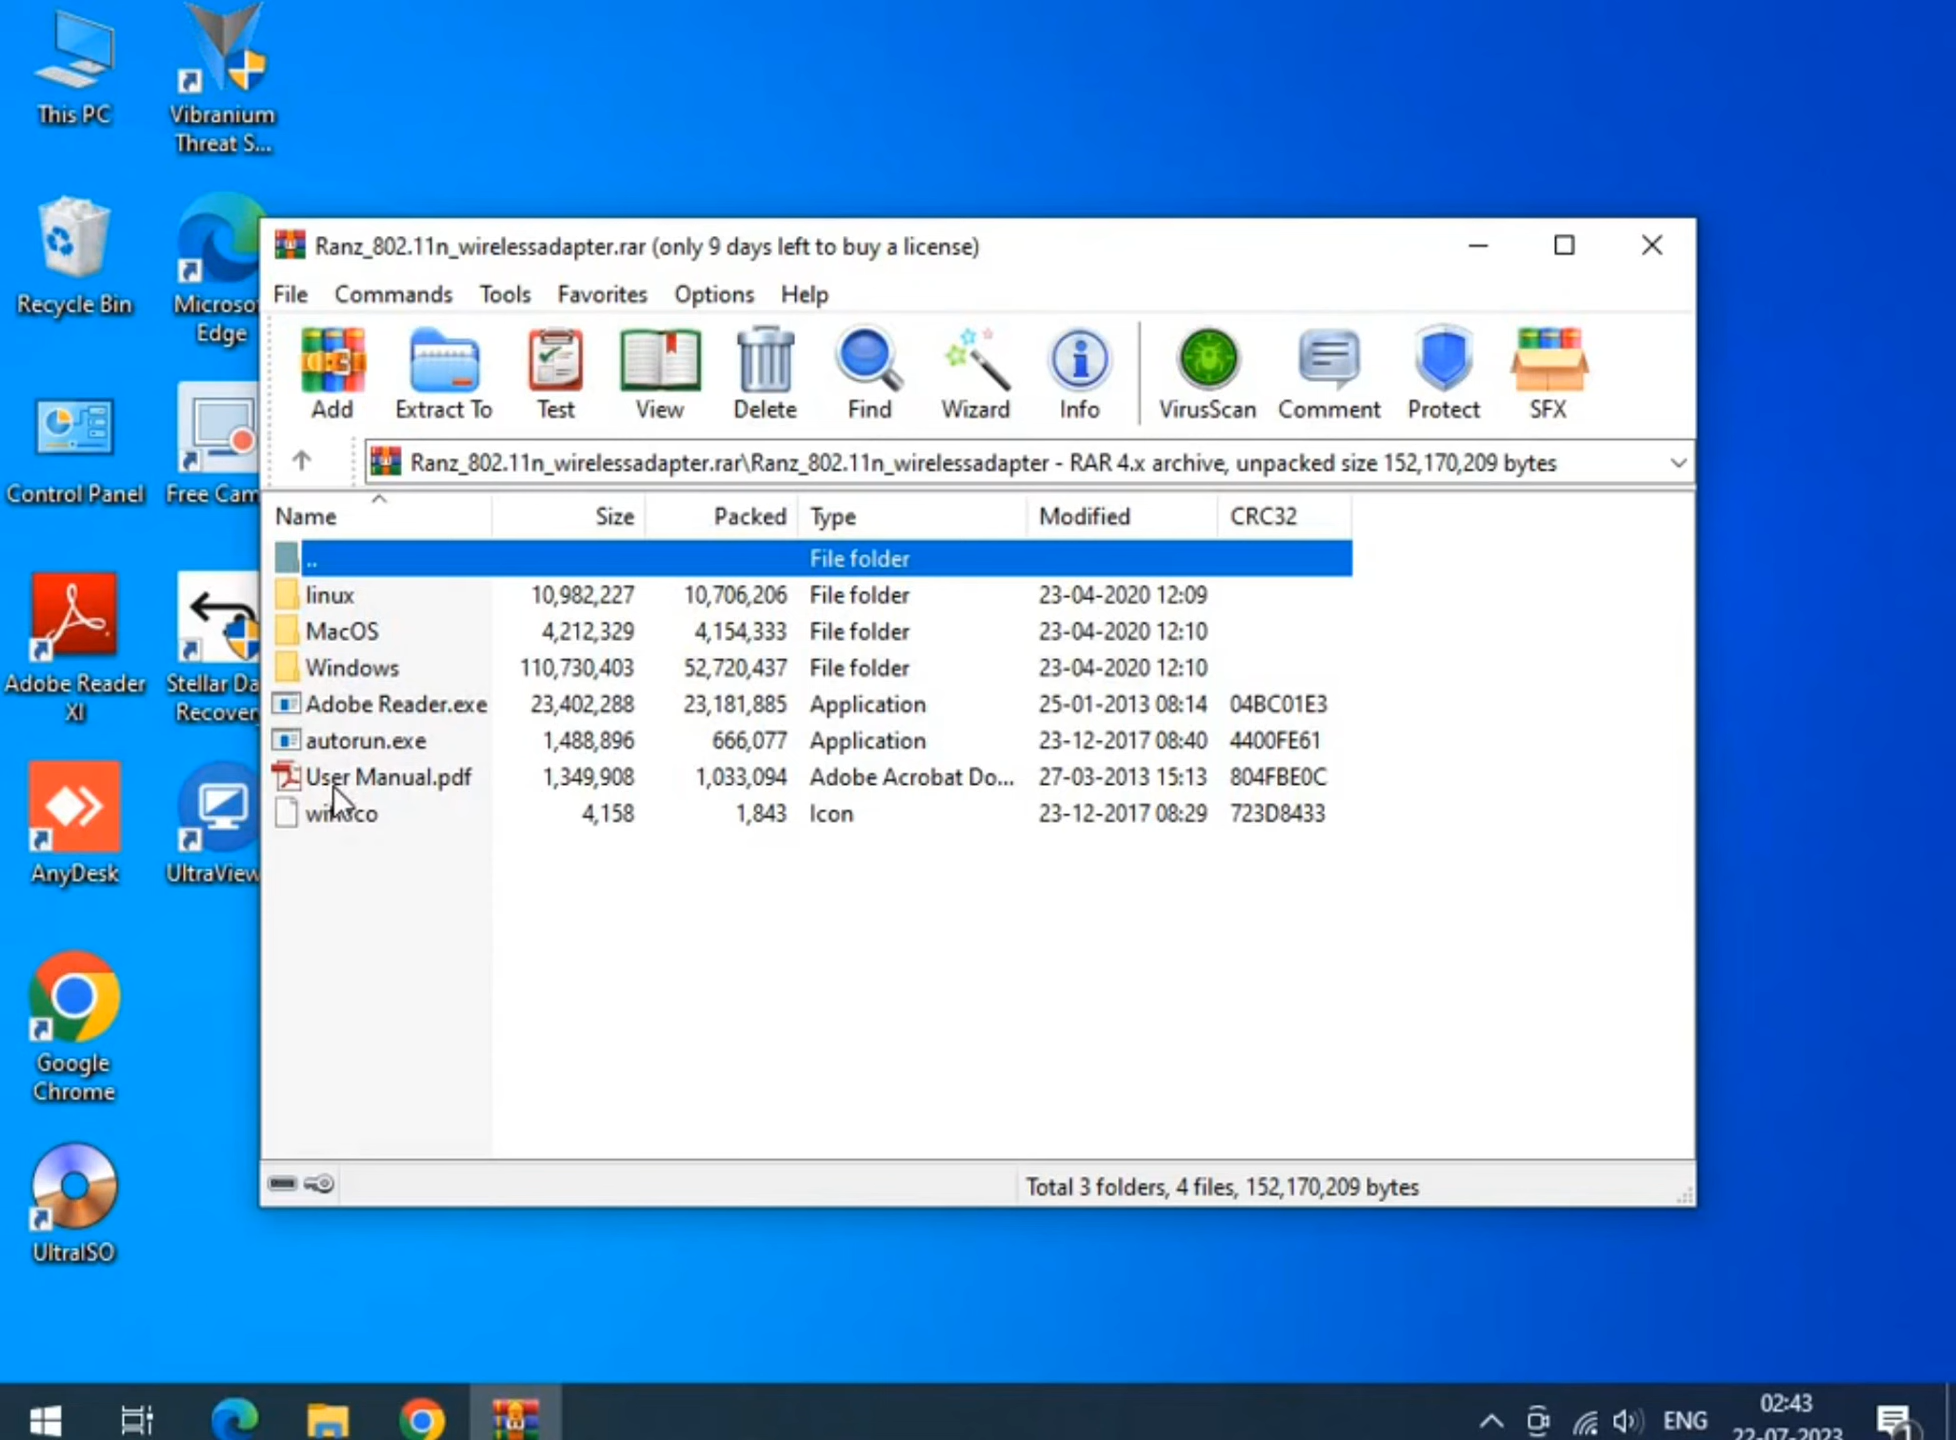 This PC
Vibranium
Threat S...
Recycle Bin
Microso
Edge
Control Panel
Free Cam
Adobe Reader
XI
Stellar Da
Recover
AnyDesk
UltraView
Google
Chrome
UltraISO
Ranz_802.11n_wirelessadapter.rar (only 9 days left to buy a license)
File Commands Tools Favorites Options Help
Add Extract To Test View Delete Find Wizard Info VirusScan Comment Protect SFX
Ranz_802.11n_wirelessadapter.rar\Ranz_802.11n_wirelessadapter - RAR 4.x archive, unpacked size 152,170,209 bytes
Name Size Packed Type Modified CRC32
.. File folder
linux 10,982,227 10,706,206 File folder 23-04-2020 12:09
MacOS 4,212,329 4,154,333 File folder 23-04-2020 12:10
Windows 110,730,403 52,720,437 File folder 23-04-2020 12:10
Adobe Reader.exe 23,402,288 23,181,885 Application 25-01-2013 08:14 04BC01E3
autorun.exe 1,488,896 666,077 Application 23-12-2017 08:40 4400FE61
User Manual.pdf 1,349,908 1,033,094 Adobe Acrobat Do... 27-03-2013 15:13 804FBE0C
4,158 1,843 Icon 23-12-2017 08:29 723D8433
Total 3 folders, 4 files, 152,170,209 bytes
ENG
02:43
22-07-2023
1